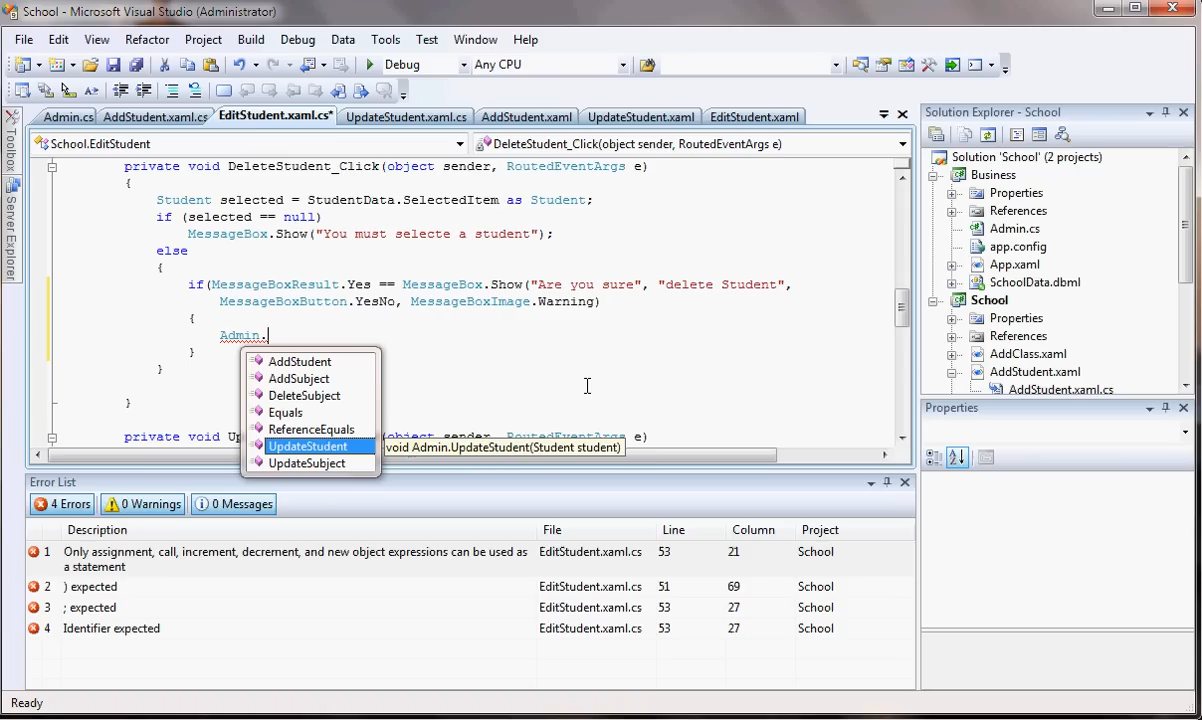 School - Microsoft Visual Studio (Administrator)
File Edit View Refactor Project Build Debug Data Tools Test Window Help
Debug Any CPU
Admin.cs AddStudent.xaml.cs EditStudent.xaml.cs* UpdateStudent.xaml.cs AddStudent.xaml UpdateStudent.xaml EditStudent.xaml
School.EditStudent DeleteStudent_Click(object sender, RoutedEventArgs e)
Toolbox
Server Explorer
private void DeleteStudent_Click(object sender, RoutedEventArgs e)
{
Student selected = StudentData.SelectedItem as Student;
if (selected == null)
MessageBox.Show("You must selecte a student");
else
{
if(MessageBoxResult.Yes == MessageBox.Show("Are you sure", "delete Student",
MessageBoxButton.YesNo, MessageBoxImage.Warning)
{
Admin.
}
}
}
private void Up (object sender, RoutedEventArgs e)
AddStudent
AddSubject
DeleteSubject
Equals
ReferenceEquals
UpdateStudent
UpdateSubject
void Admin.UpdateStudent(Student student)
Solution Explorer - School
Solution 'School' (2 projects)
Business
Properties
References
Admin.cs
app.config
App.xaml
SchoolData.dbml
School
Properties
References
AddClass.xaml
AddStudent.xaml
AddStudent.xaml.cs
Properties
Error List
4 Errors 0 Warnings 0 Messages
Description File Line Column Project
1 Only assignment, call, increment, decrement, and new object expressions can be used as EditStudent.xaml.cs 53 21 School
a statement
2 ) expected EditStudent.xaml.cs 51 69 School
3 ; expected EditStudent.xaml.cs 53 27 School
4 Identifier expected EditStudent.xaml.cs 53 27 School
Ready